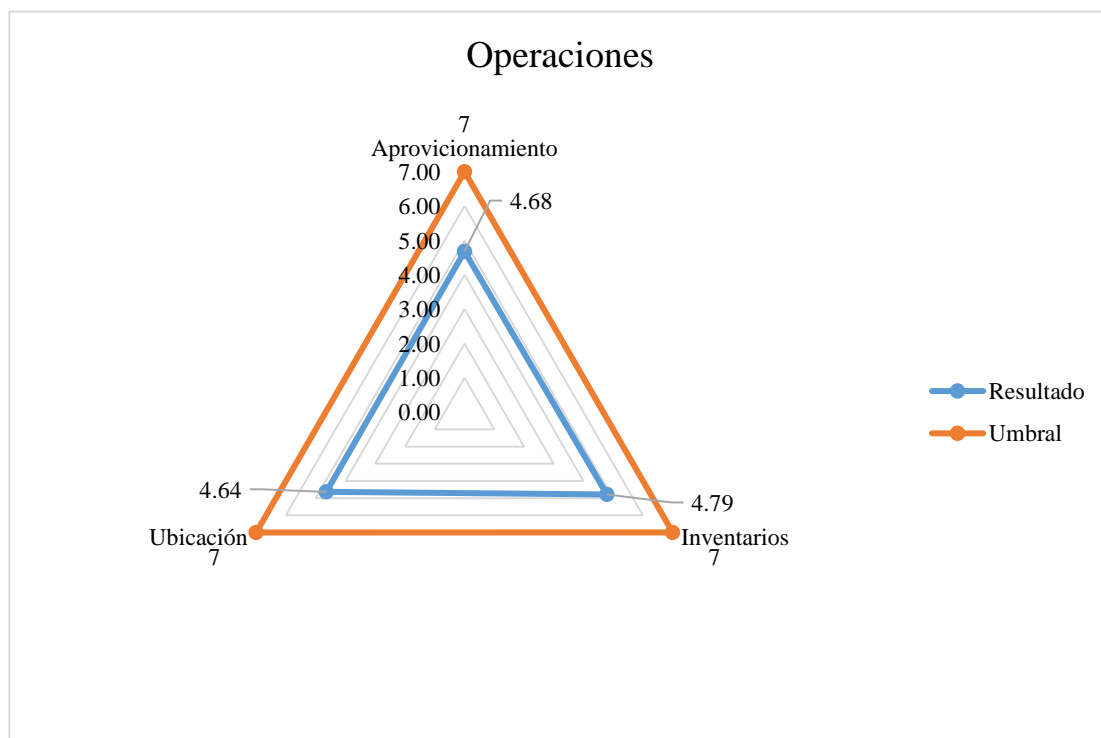 Operaciones
7
Aprovicionamiento
7.00
4.68
6.00
5.00
4.00
3.00
2.00
1.00
0.00
Resultado
Umbral
4.64
4.79
Ubicación
7
Inventarios
7